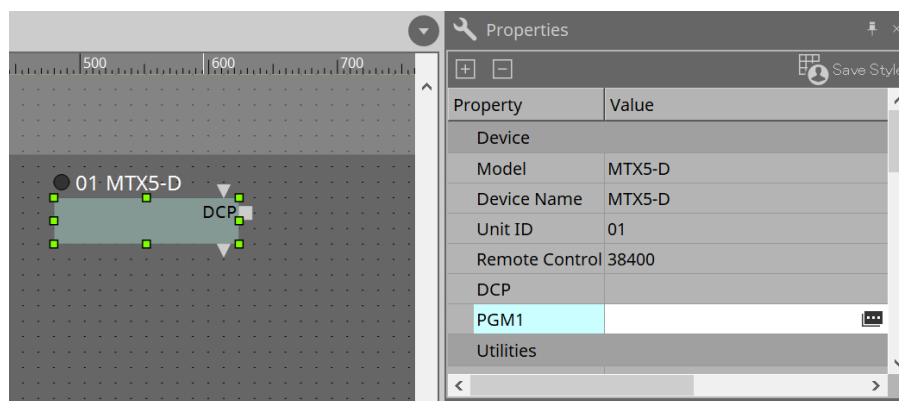 Properties
500 600 700
Save Style
Property Value
Device
Model MTX5-D
01 MTX5-D
Device Name MTX5-D
DCP
Unit ID 01
Remote Control 38400
DCP
PGM1
Utilities